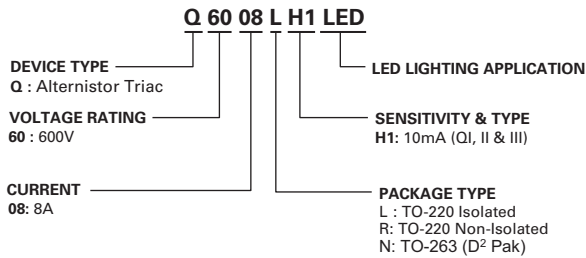 Q 60 08 L H1 LED
DEVICE TYPE
Q : Alternistor Triac
VOLTAGE RATING
60 : 600V
CURRENT
08: 8A
LED LIGHTING APPLICATION
SENSITIVITY & TYPE
H1: 10mA (QI, II & III)
PACKAGE TYPE
L : TO-220 Isolated
R: TO-220 Non-Isolated
N: TO-263 (D² Pak)